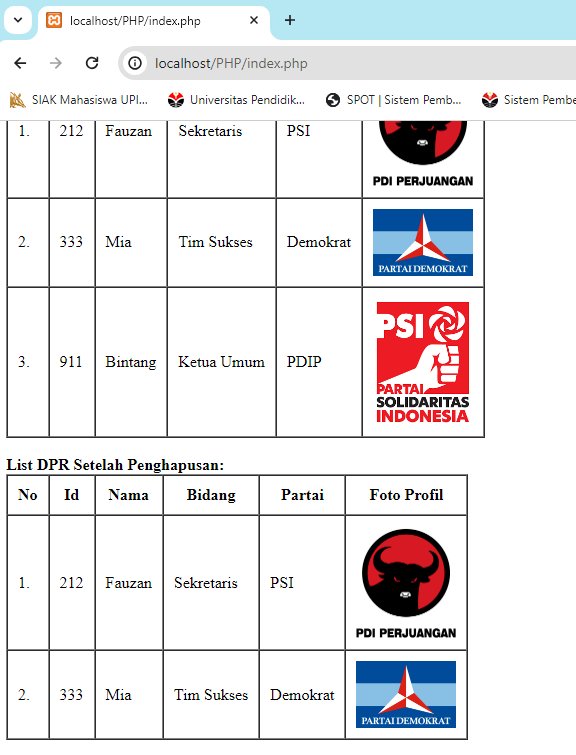 localhost/PHP/index.php
localhost/PHP/index.php
SIAK Mahasiswa UPI... Universitas Pendidik... SPOT | Sistem Pemb... Sistem Pembe
1. 212 Fauzan Sekretaris PSI
PDI PERJUANGAN
2. 333 Mia Tim Sukses Demokrat
PARTAI DEMOKRAT
PSI
3. 911 Bintang Ketua Umum PDIP
PARTAI
SOLIDARITAS
INDONESIA
List DPR Setelah Penghapusan:
No Id Nama Bidang Partai Foto Profil
1. 212 Fauzan Sekretaris PSI
PDI PERJUANGAN
2. 333 Mia Tim Sukses Demokrat
PARTAI DEMOKRAT